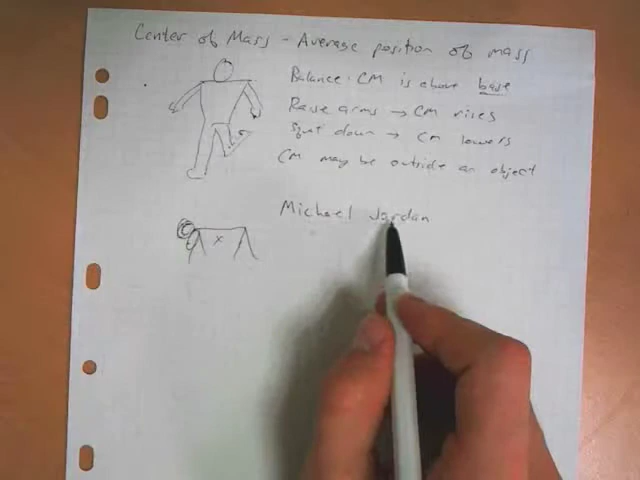 Center of Mass - Average position of mass
Balance: CM is above base
Raise arms → CM rises
Squt down → CM lowers
CM may be outside an object
Michael Jordan